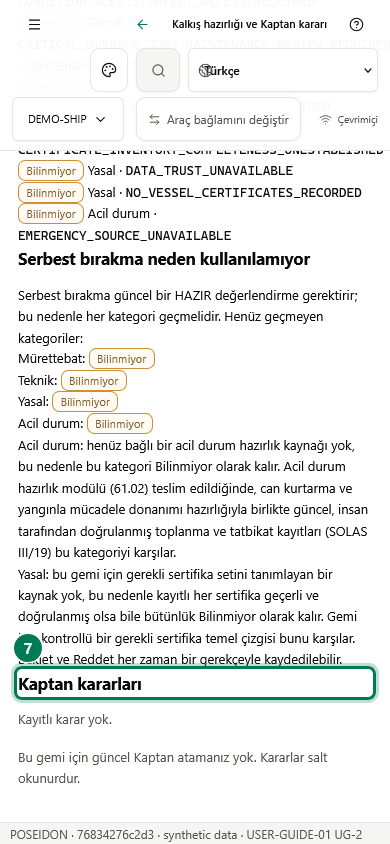 Kalkış hazırlığı ve Kaptan kararı
Türkçe
DEMO-SHIP
Araç bağlamını değiştir
Çevrimiçi
CERTIFICATE_INVENTORY_COMPLETENESS_UNESTABLISHED
Bilinmiyor Yasal · DATA_TRUST_UNAVAILABLE
Bilinmiyor Yasal · NO_VESSEL_CERTIFICATES_RECORDED
Bilinmiyor Acil durum ·
EMERGENCY_SOURCE_UNAVAILABLE
Serbest bırakma neden kullanılamıyor
Serbest bırakma güncel bir HAZIR değerlendirme gerektirir;
bu nedenle her kategori geçmelidir. Henüz geçmeyen
kategoriler:
Mürettebat: Bilinmiyor
Teknik: Bilinmiyor
Yasal: Bilinmiyor
Acil durum: Bilinmiyor
Acil durum: henüz bağlı bir acil durum hazırlık kaynağı yok,
bu nedenle bu kategori Bilinmiyor olarak kalır. Acil durum
hazırlık modülü (61.02) teslim edildiğinde, can kurtarma ve
yangınla mücadele donanımı hazırlığıyla birlikte güncel, insan
tarafından doğrulanmış toplanma ve tatbikat kayıtları (SOLAS
III/19) bu kategoriyi karşılar.
Yasal: bu gemi için gerekli sertifika setini tanımlayan bir
kaynak yok, bu nedenle kayıtlı her sertifika geçerli ve
doğrulanmış olsa bile bütünlük Bilinmiyor olarak kalır. Gemi
kontrollü bir gerekli sertifika temel çizgisi bunu karşılar.
ve Reddet her zaman bir gerekçeyle kaydedilebilir.
7
Kaptan kararları
Kayıtlı karar yok.
Bu gemi için güncel Kaptan atamanız yok. Kararlar salt
okunurdur.
POSEIDON · 76834276c2d3 · synthetic data · USER-GUIDE-01 UG-2